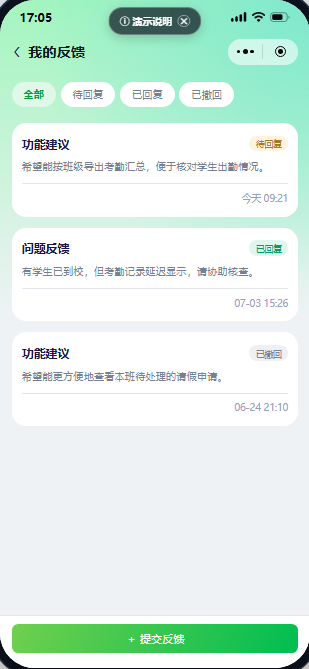 17:05
演示说明
我的反馈
全部 待回复 已回复 已撤回
功能建议 待回复
希望能按班级导出考勤汇总，便于核对学生出勤情况。
今天 09:21
问题反馈 已回复
有学生已到校，但考勤记录延迟显示，请协助核查。
07-03 15:26
功能建议 已撤回
希望能更方便地查看本班待处理的请假申请。
06-24 21:10
+ 提交反馈